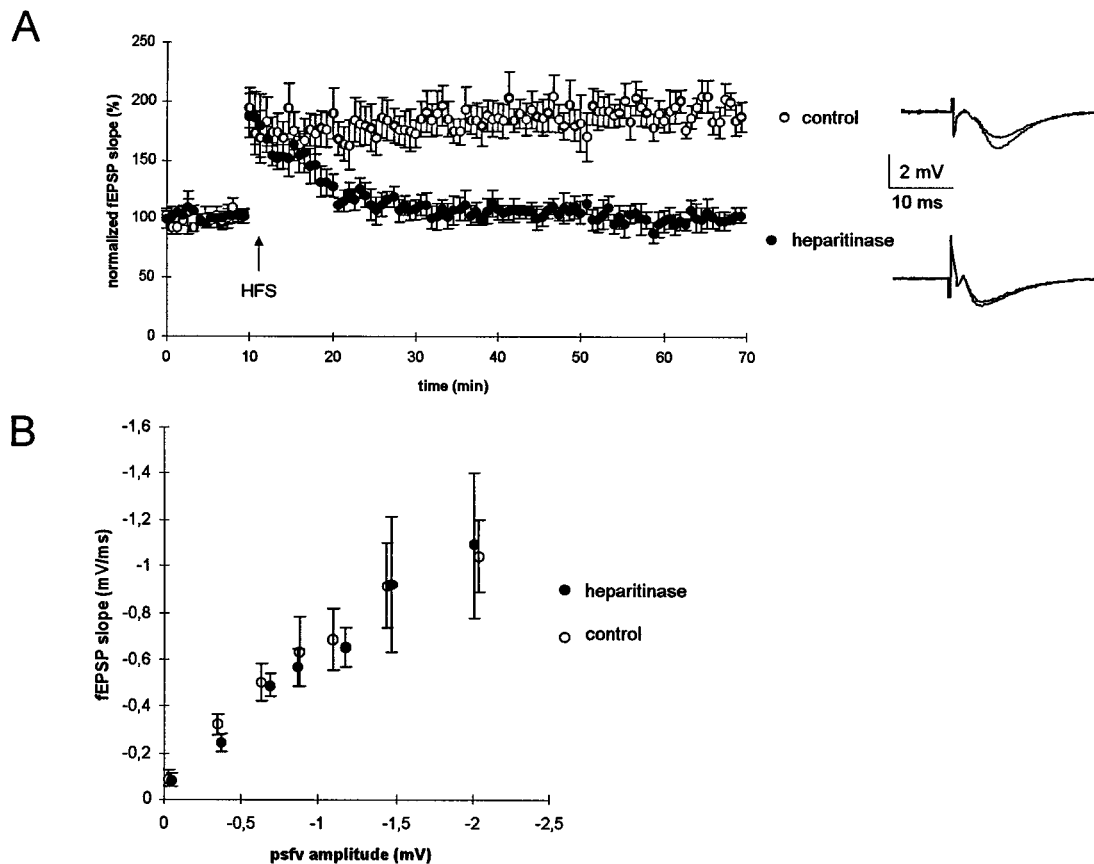 A
normalized fEPSP slope (%)
250
200
150
100
50
0
HFS
0 10 20 30 40 50 60 70
time (min)
control
2 mV
10 ms
heparitinase
B
fEPSP slope (mV/ms)
-1,6
-1,4
-1,2
-1
-0,8
-0,6
-0,4
-0,2
0
0 -0,5 -1 -1,5 -2 -2,5
psfv amplitude (mV)
heparitinase
control